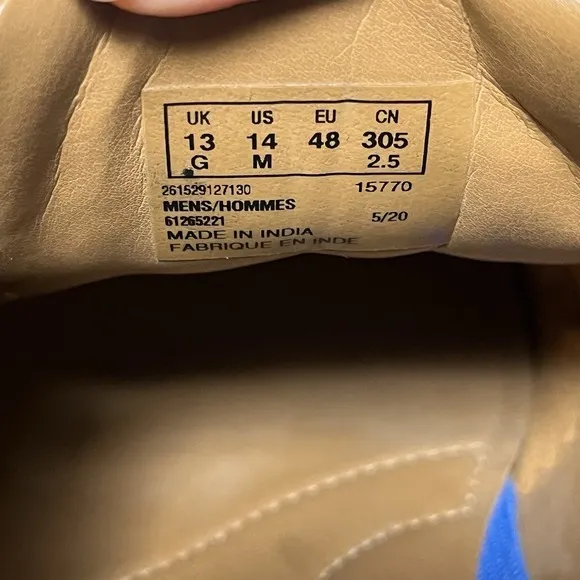 UK US EU CN
13 14 48 305
G M 2.5
261529127130 15770
MENS/HOMMES
61265221 5/20
MADE IN INDIA
FABRIQUE EN INDE